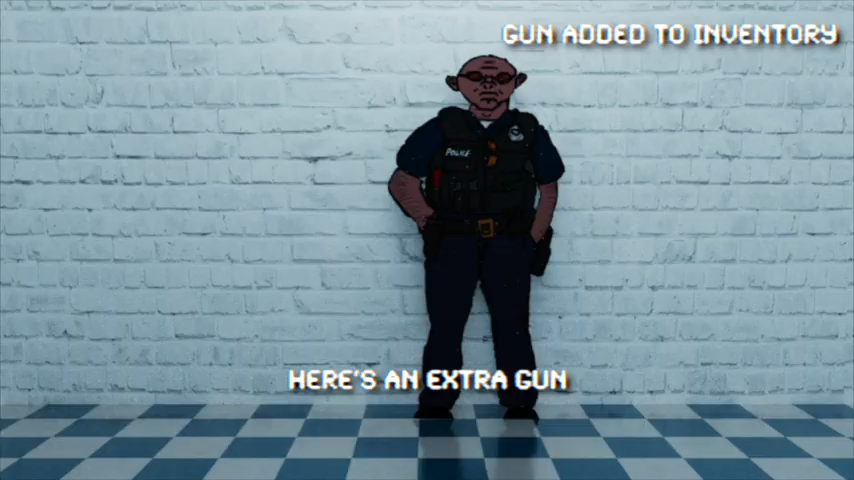 GUN ADDED TO INVENTORY
POLICE
HERE'S AN EXTRA GUN